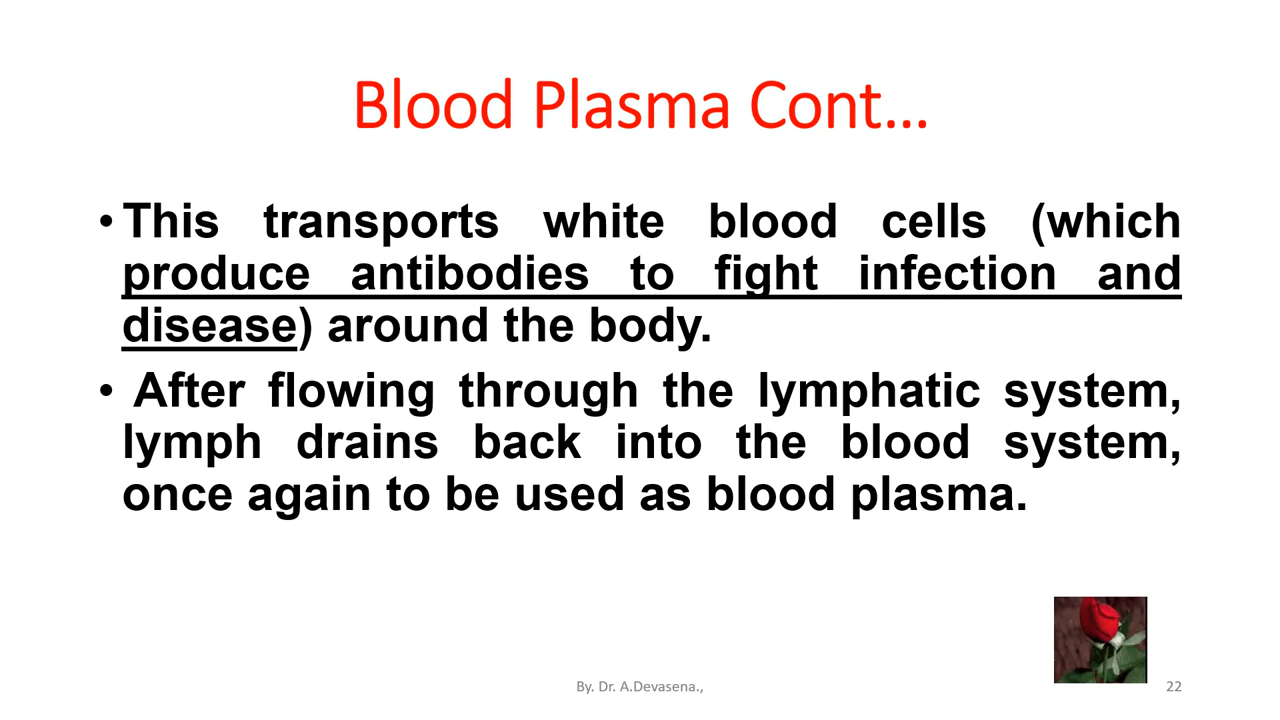 Blood Plasma Cont...
• This transports white blood cells (which
produce antibodies to fight infection and
disease) around the body.
• After flowing through the lymphatic system,
lymph drains back into the blood system,
once again to be used as blood plasma.
By. Dr. A.Devasena.,
22